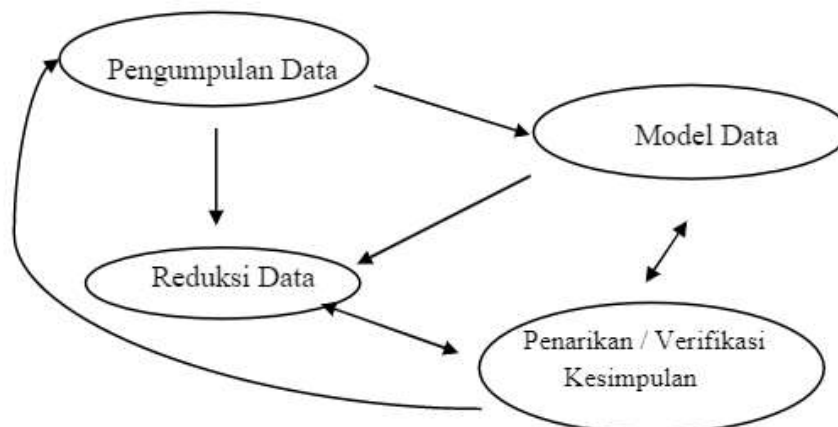 Pengumpulan Data
Model Data
Reduksi Data
Penarikan / Verifikasi
Kesimpulan